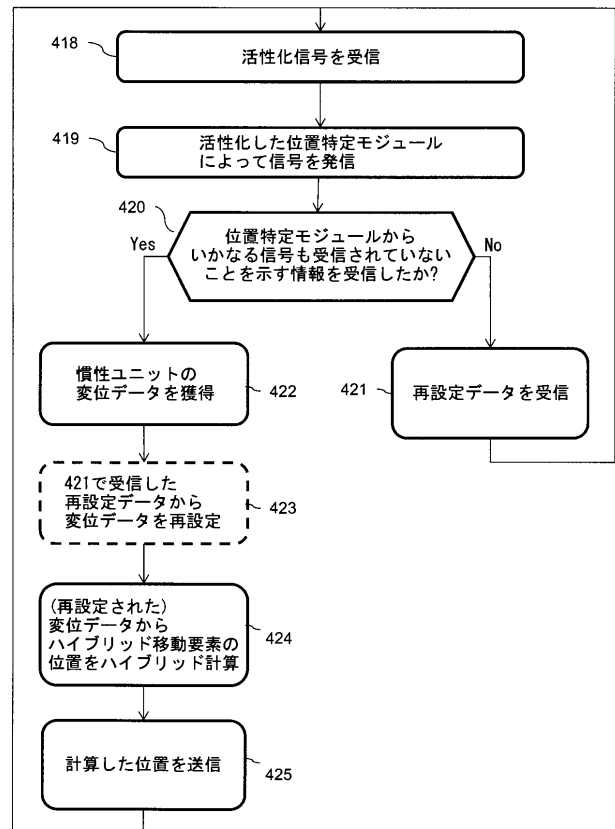 418
活性化信号を受信
419
活性化した位置特定モジュール
によって信号を発信
420
位置特定モジュールから
いかなる信号も受信されていない
ことを示す情報を受信したか?
Yes
No
慣性ユニットの
変位データを獲得
422
421
再設定データを受信
421で受信した
再設定データから
変位データを再設定
423
(再設定された)
変位データから
ハイブリッド移動要素の
位置をハイブリッド計算
424
計算した位置を送信
425